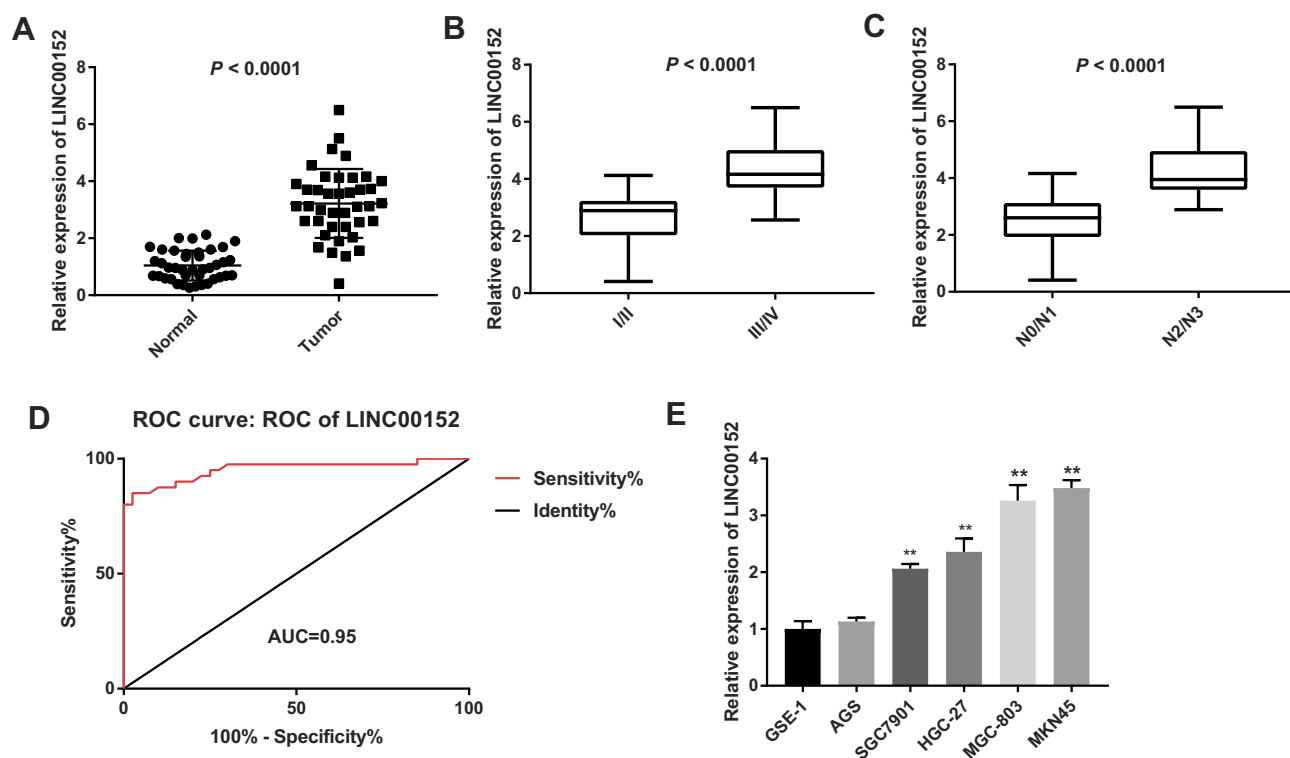 A
Relative expression of LINC00152
P < 0.0001
8
6
4
2
0
Normal
Tumor
B
Relative expression of LINC00152
P < 0.0001
8
6
4
2
0
I/II
III/IV
C
Relative expression of LINC00152
P < 0.0001
8
6
4
2
0
N0/N1
N2/N3
D
ROC curve: ROC of LINC00152
Sensitivity%
100
50
0
0
50
100
100% - Specificity%
AUC=0.95
Sensitivity%
Identity%
E
Relative expression of LINC00152
4
3
2
1
0
**
**
**
**
GSE-1
AGS
SGC7901
HGC-27
MGC-803
MKN45